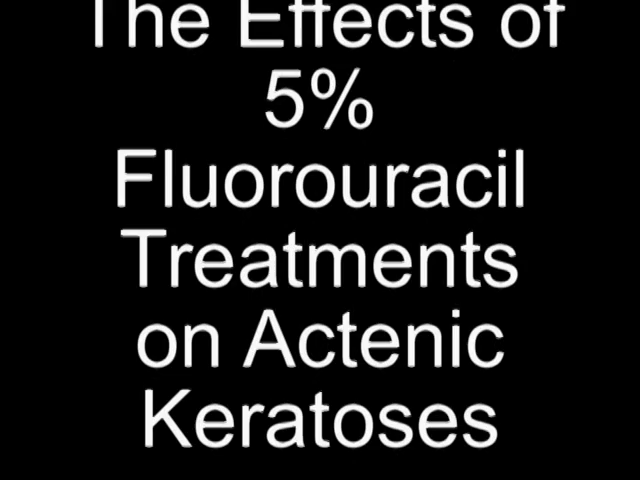 The Effects of
5%
Fluorouracil
Treatments
on Actenic
Keratoses